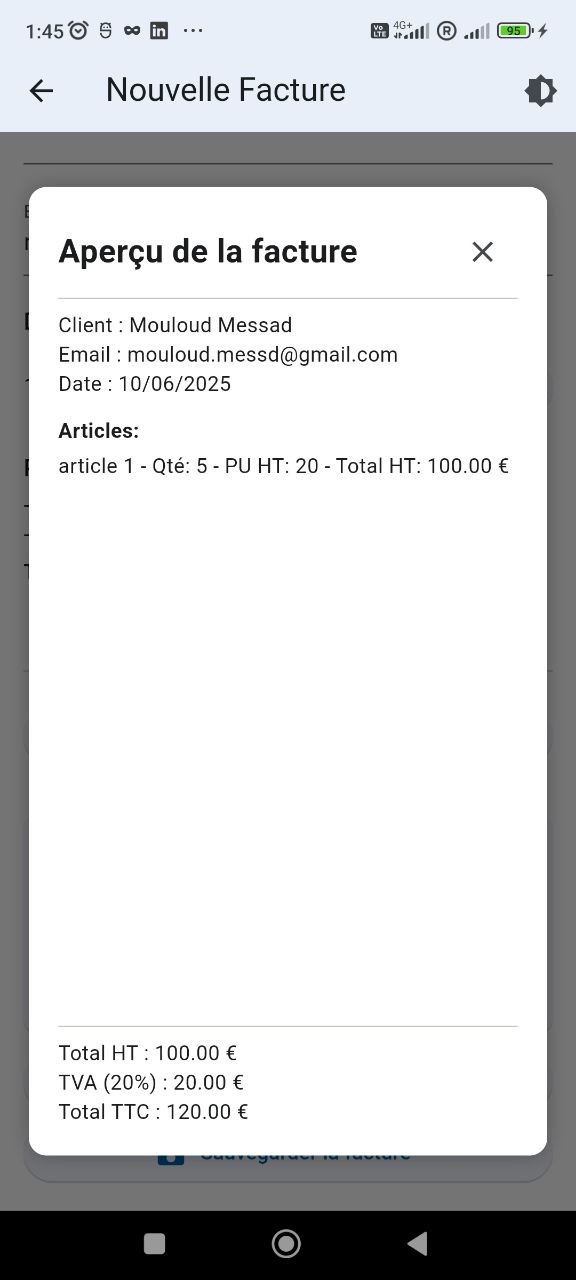 1:45
4G+
95
Nouvelle Facture
Aperçu de la facture
Client : Mouloud Messad
Email : mouloud.messd@gmail.com
Date : 10/06/2025
Articles:
article 1 - Qté: 5 - PU HT: 20 - Total HT: 100.00 €
Total HT : 100.00 €
TVA (20%) : 20.00 €
Total TTC : 120.00 €
Sauvegarder la facture